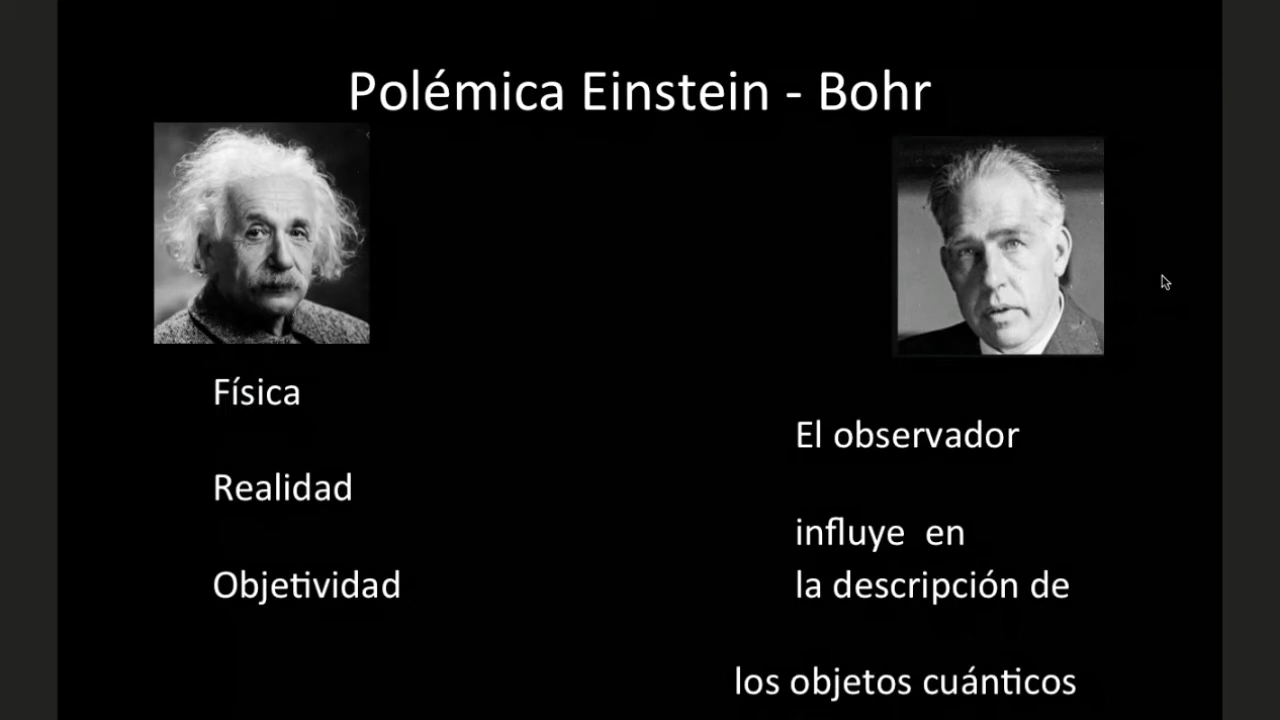 Polémica Einstein - Bohr
Física
Realidad
Objetividad
El observador
influye en
la descripción de
los objetos cuánticos